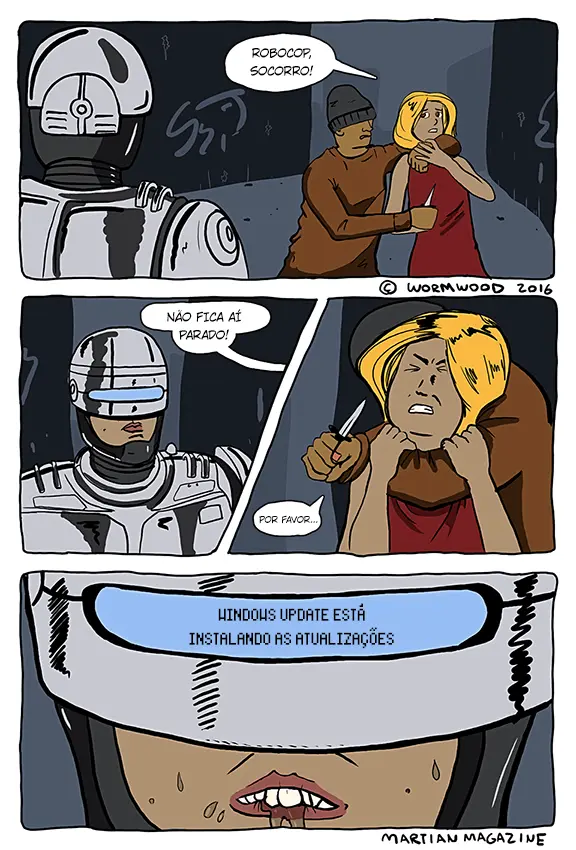 ROBOCOP,
SOCORRO!
© WORMWOOD 2016
NÃO FICA AÍ
PARADO!
POR FAVOR...
WINDOWS UPDATE ESTÁ
INSTALANDO AS ATUALIZAÇÕES
MARTIAN MAGAZINE